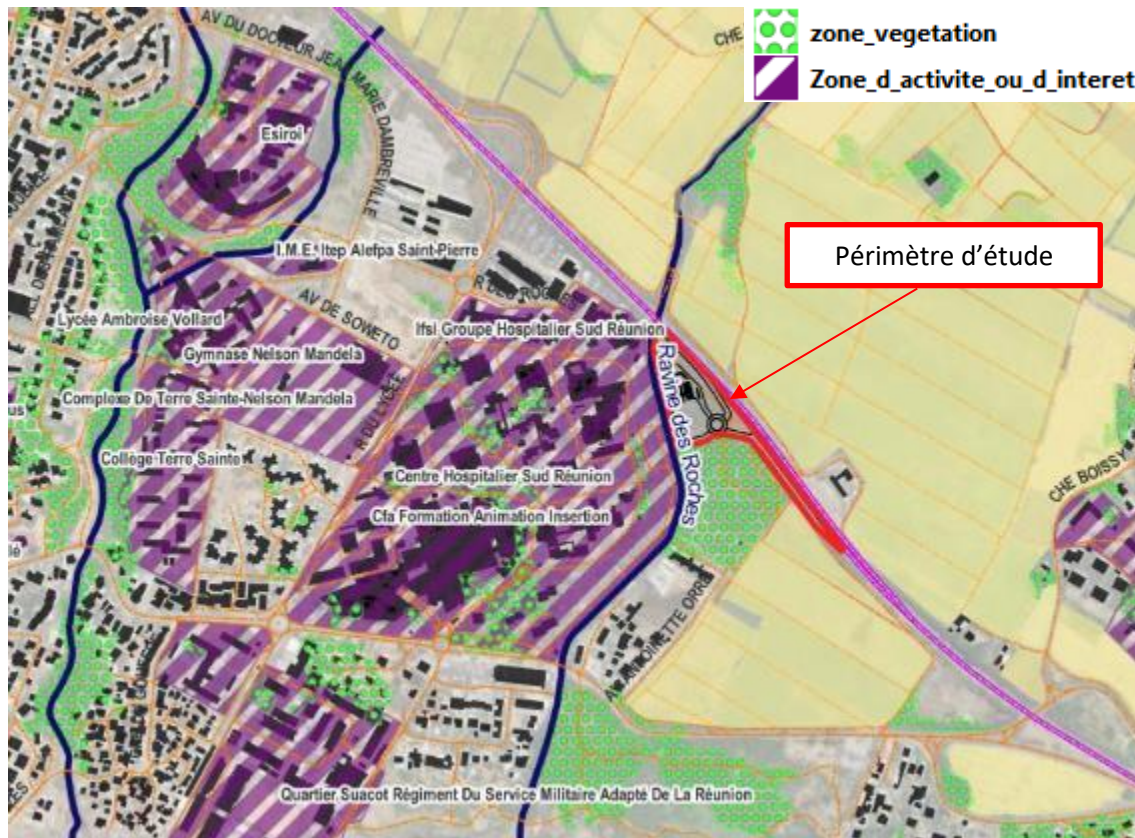 AV DU DOCTEUR JEAN MARIE DAMBREVILLE
zone_vegetation
Zone_d_activite_ou_d_interet
Esiroi
Périmètre d'étude
I.M.E. Itep Alefpa Saint-Pierre
R DES ROCHES
AV DE SOWETO
Lycée Ambroise Vollard
Ifsi Groupe Hospitalier Sud Réunion
Gymnase Nelson Mandela
Complexe De Terre Sainte-Nelson Mandela
Ravine des Roches
R DU LYCEE
Collège Terre Sainte
Centre Hospitalier Sud Réunion
CHE BOISSY
Cfa Formation Animation Insertion
Quartier Suacot Régiment Du Service Militaire Adapté De La Réunion